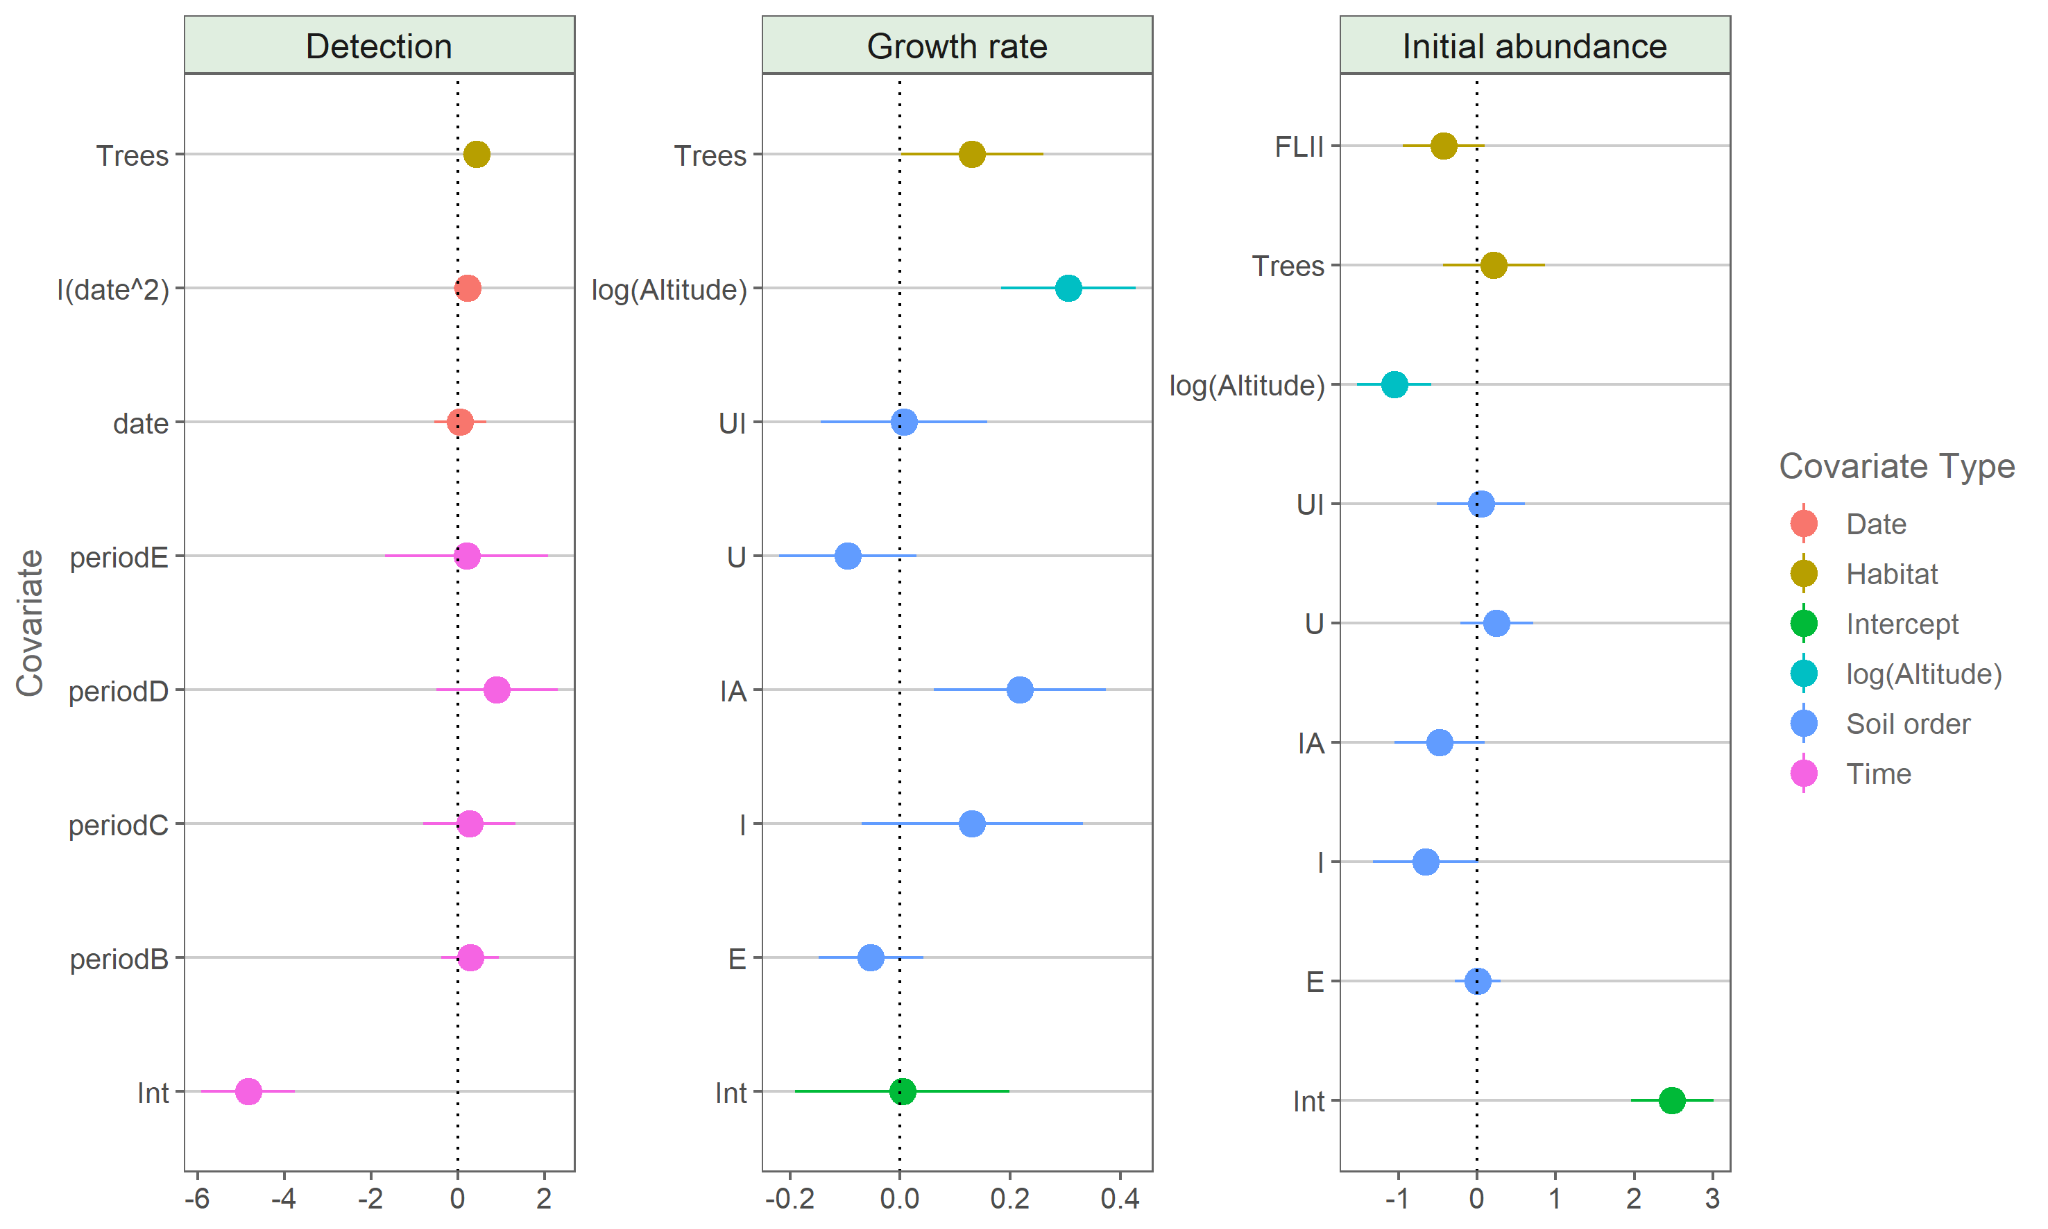 Detection
Growth rate
Initial abundance
Covariate
Trees
I(date^2)
date
periodE
periodD
periodC
periodB
Int
-6 -4 -2 0 2
Trees
log(Altitude)
UI
U
IA
I
E
Int
-0.2 0.0 0.2 0.4
FLII
Trees
log(Altitude)
UI
U
IA
I
E
Int
-1 0 1 2 3
Covariate Type
Date
Habitat
Intercept
log(Altitude)
Soil order
Time